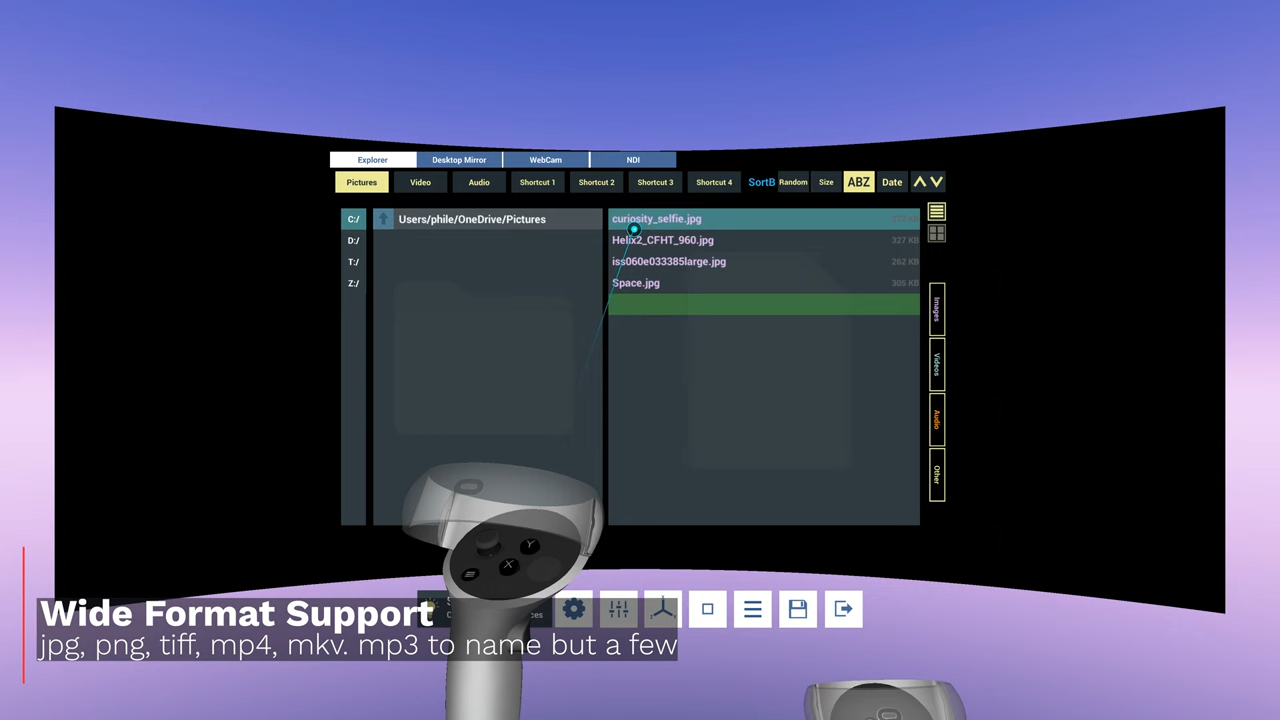 Explorer Desktop Mirror WebCam NDI
Pictures Video Audio Shortcut 1 Shortcut 2 Shortcut 3 Shortcut 4 SortB Random Size ABZ Date
C:/ Users/phile/OneDrive/Pictures curiosity_selfie.jpg
D:/ Helix2_CFHT_960.jpg 327 KB
T:/ iss060e033385large.jpg 262 KB
Z:/ Space.jpg 305 KB
Images
Videos
Audio
Other
Y
X
Wide Format Support
jpg, png, tiff, mp4, mkv. mp3 to name but a few